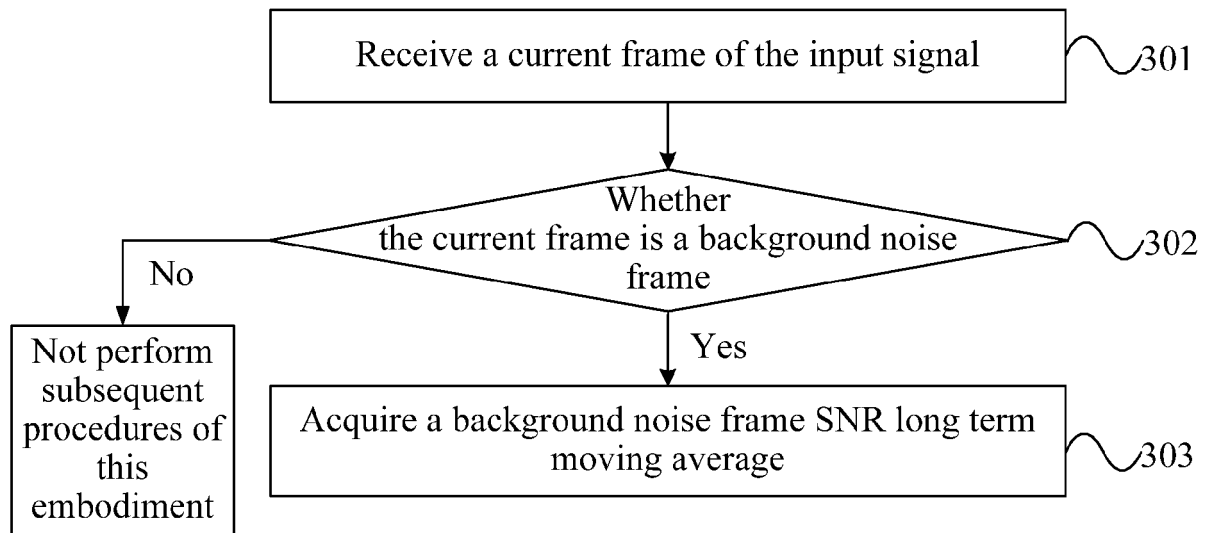 Receive a current frame of the input signal
301
Whether
the current frame is a background noise
frame
302
No
Yes
Not perform
subsequent
procedures of
this
embodiment
Acquire a background noise frame SNR long term
moving average
303